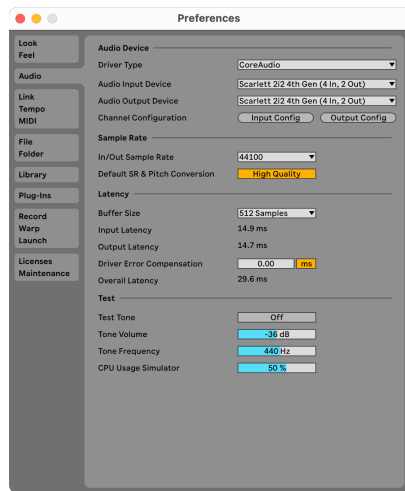 Preferences
Look
Feel
Audio
Link
Tempo
MIDI
File
Folder
Library
Plug-Ins
Record
Warp
Launch
Licenses
Maintenance
Audio Device
Driver Type CoreAudio
Audio Input Device Scarlett 2i2 4th Gen (4 In, 2 Out)
Audio Output Device Scarlett 2i2 4th Gen (4 In, 2 Out)
Channel Configuration Input Config Output Config
Sample Rate
In/Out Sample Rate 44100
Default SR & Pitch Conversion High Quality
Latency
Buffer Size 512 Samples
Input Latency 14.9 ms
Output Latency 14.7 ms
Driver Error Compensation 0.00 ms
Overall Latency 29.6 ms
Test
Test Tone Off
Tone Volume -36 dB
Tone Frequency 440 Hz
CPU Usage Simulator 50 %